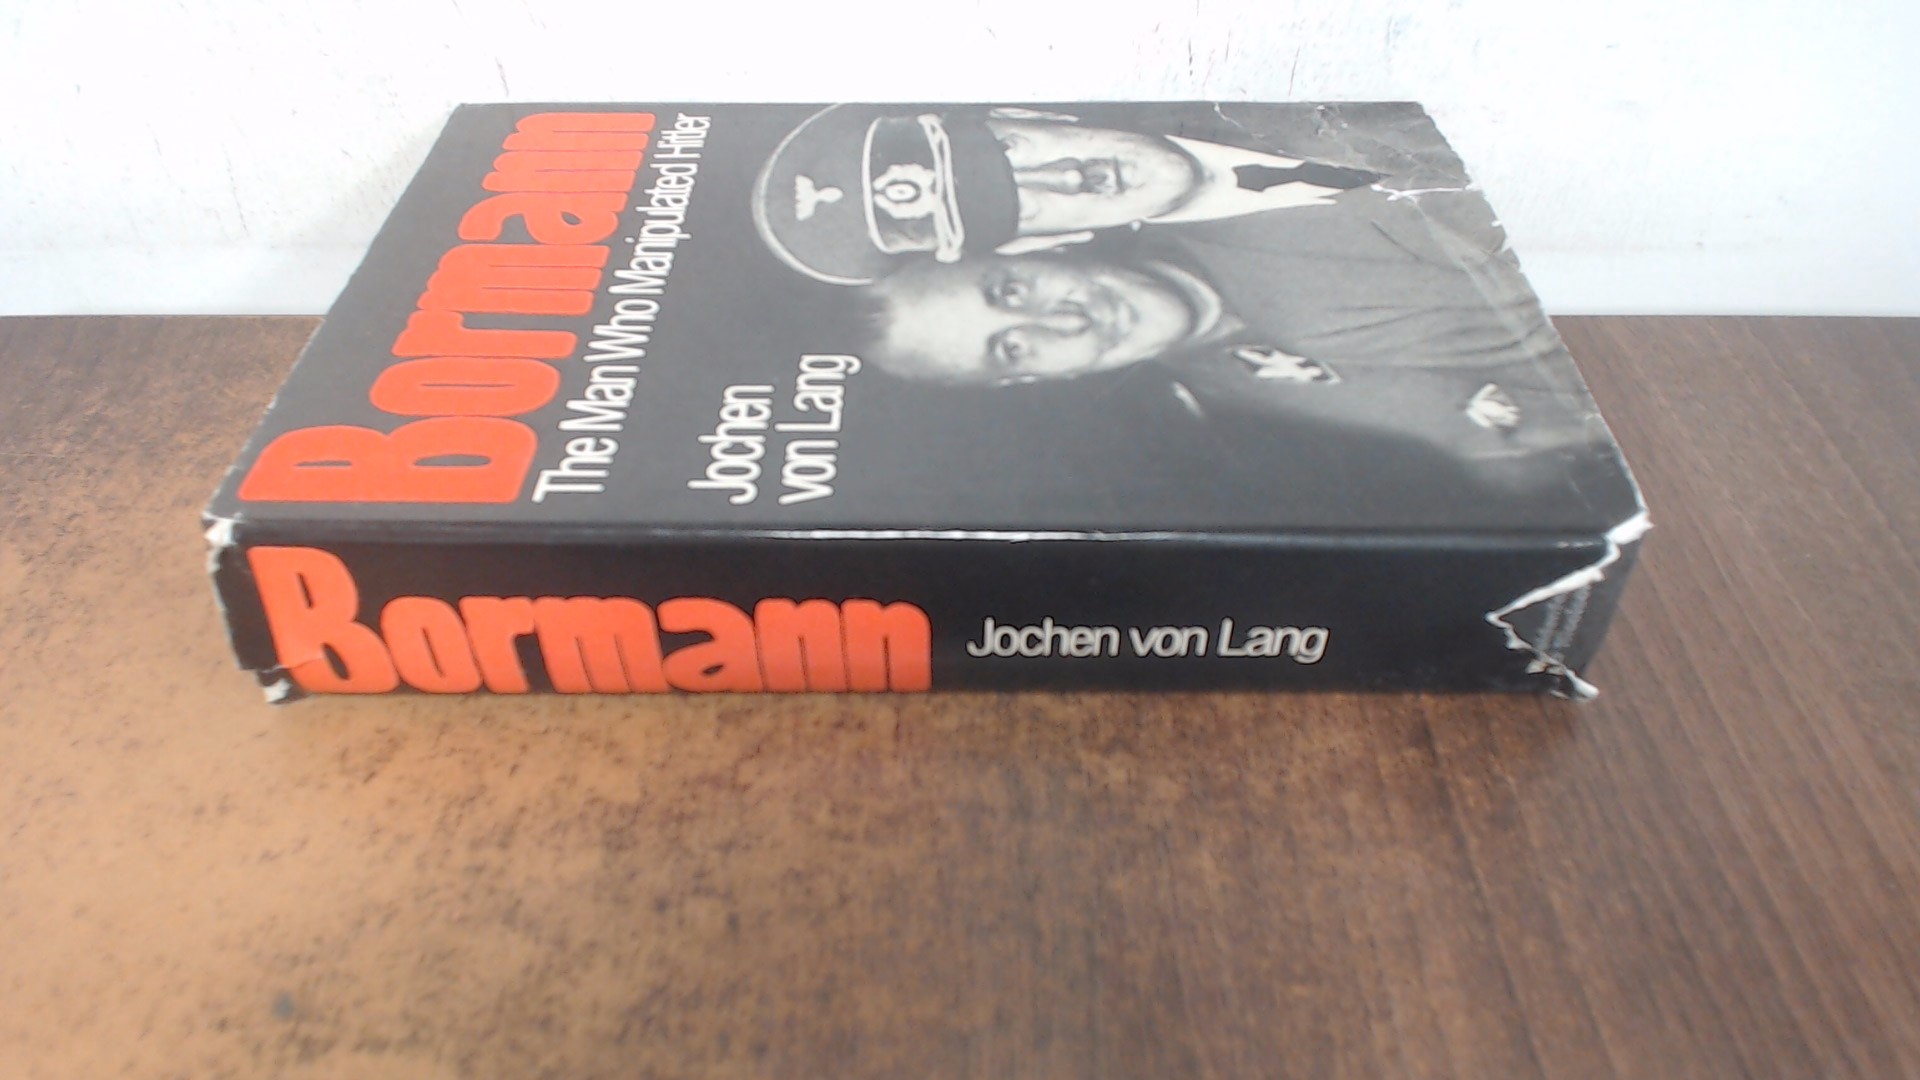 Bormann
The Man Who Manipulated Hitler
Jochen
von Lang
Bormann
Jochen von Lang